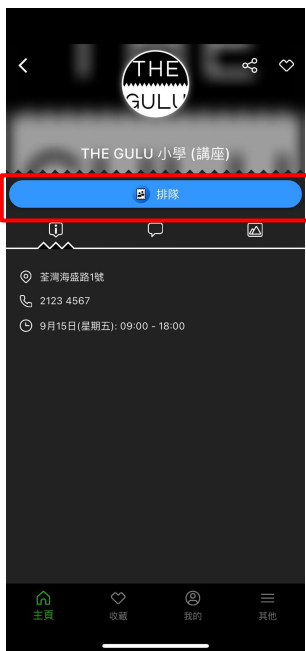 THE
GULU
THE GULU 小學 (講座)
排隊
荃灣海盛路1號
2123 4567
9月15日(星期五): 09:00 - 18:00
主頁
收藏
我的
其他